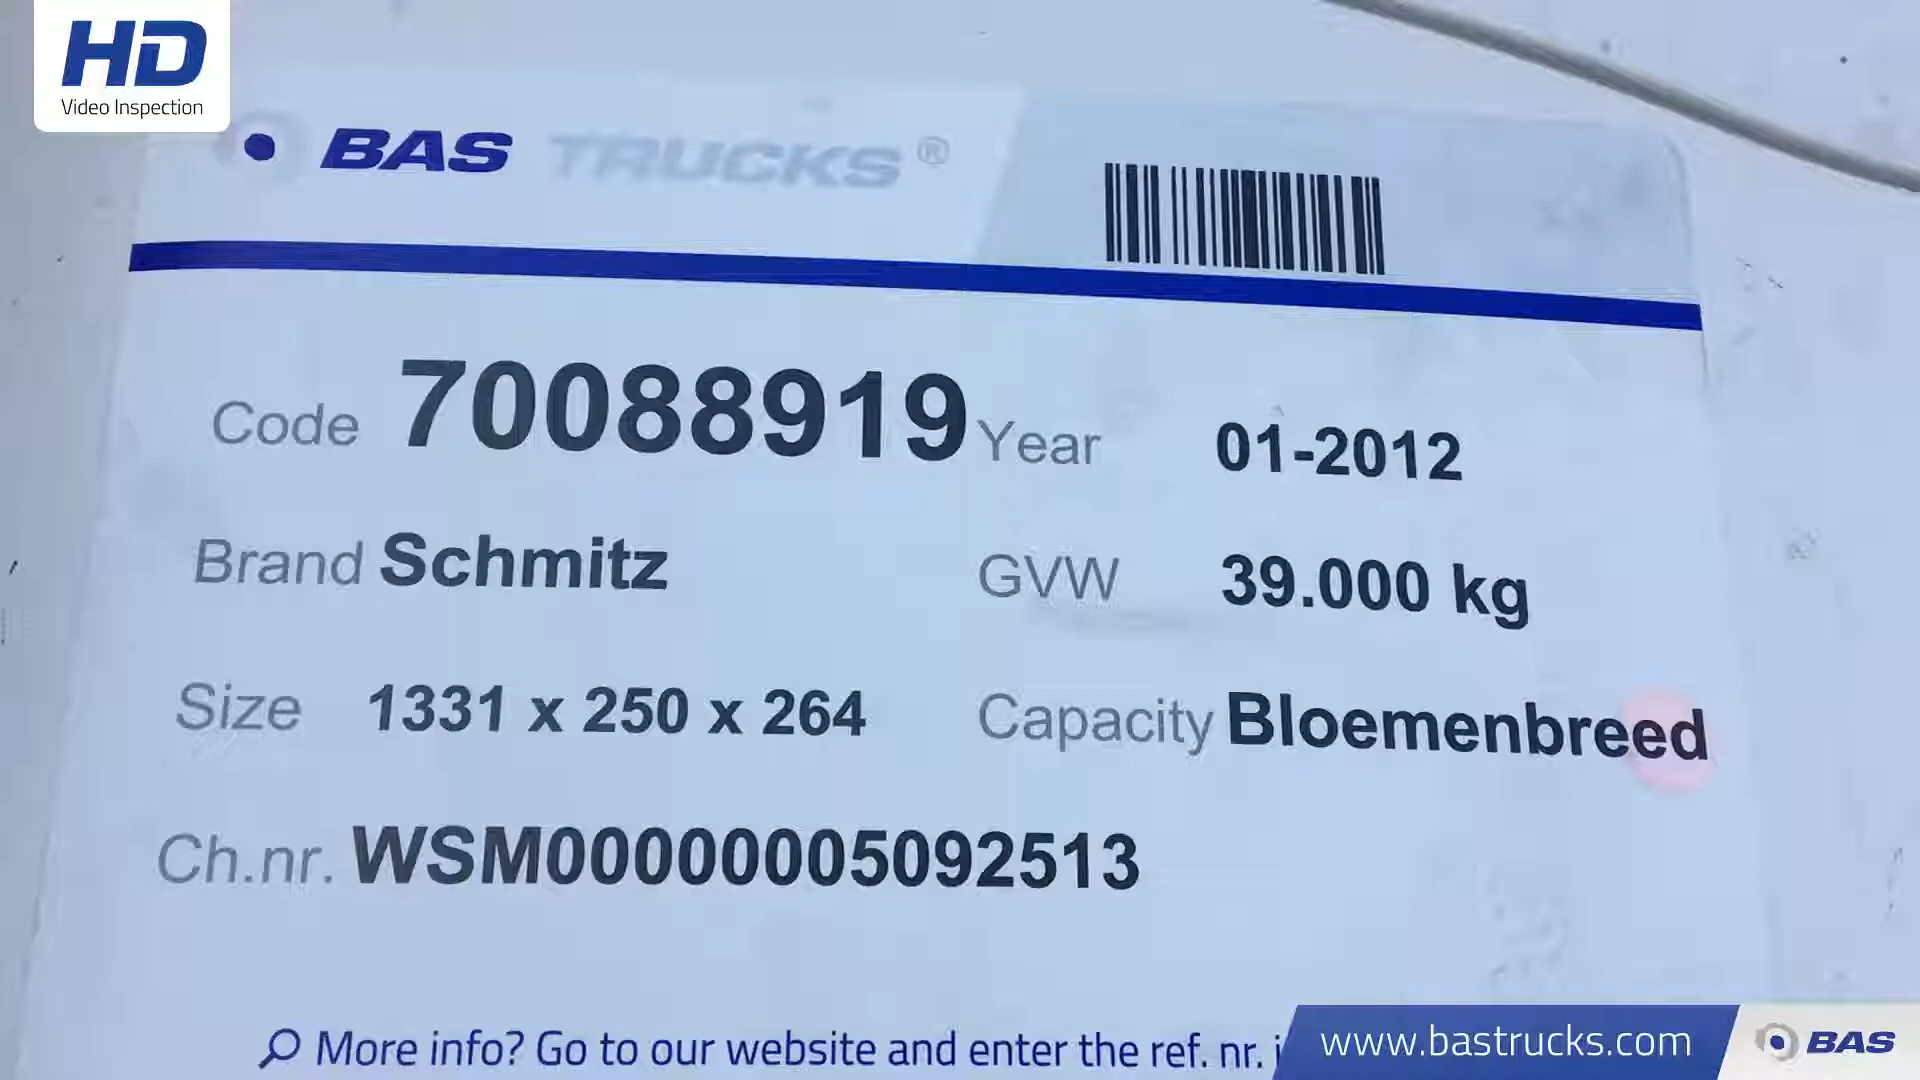 HD
Video Inspection
BAS TRUCKS®
Code 70088919 Year 01-2012
Brand Schmitz GVW 39.000 kg
Size 1331 x 250 x 264 Capacity Bloemenbreed
Ch.nr. WSM00000005092513
More info? Go to our website and enter the ref. nr.
www.bastrucks.com
BAS